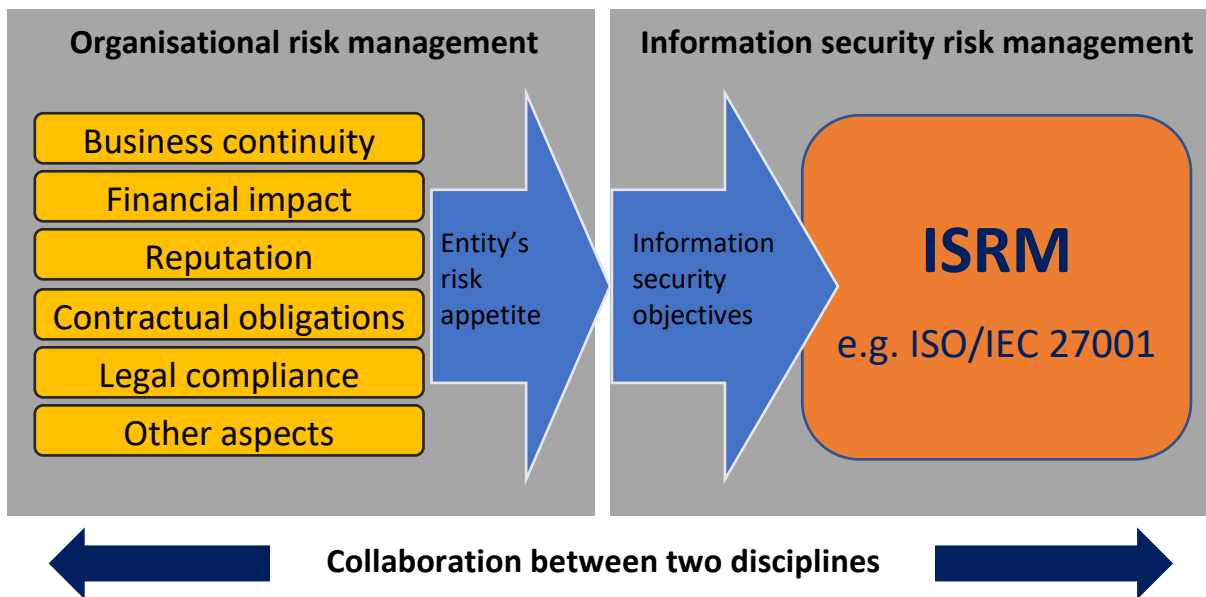 Organisational risk management
Business continuity
Financial impact
Reputation
Contractual obligations
Legal compliance
Other aspects
Entity's
risk
appetite
Information security risk management
Information
security
objectives
ISRM
e.g. ISO/IEC 27001
Collaboration between two disciplines